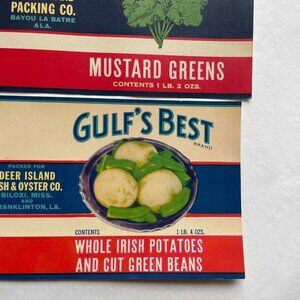 PACKING CO.
BAYOU LA BATRE
ALA.
MUSTARD GREENS
CONTENTS 1 LB. 2 OZS.
GULF'S BEST
BRAND
PACKED FOR
DEER ISLAND
SH & OYSTER CO.
BILOXI, MISS.
AND
RANKLINTON, LA.
CONTENTS 1 LB. 4 OZS.
WHOLE IRISH POTATOES
AND CUT GREEN BEANS